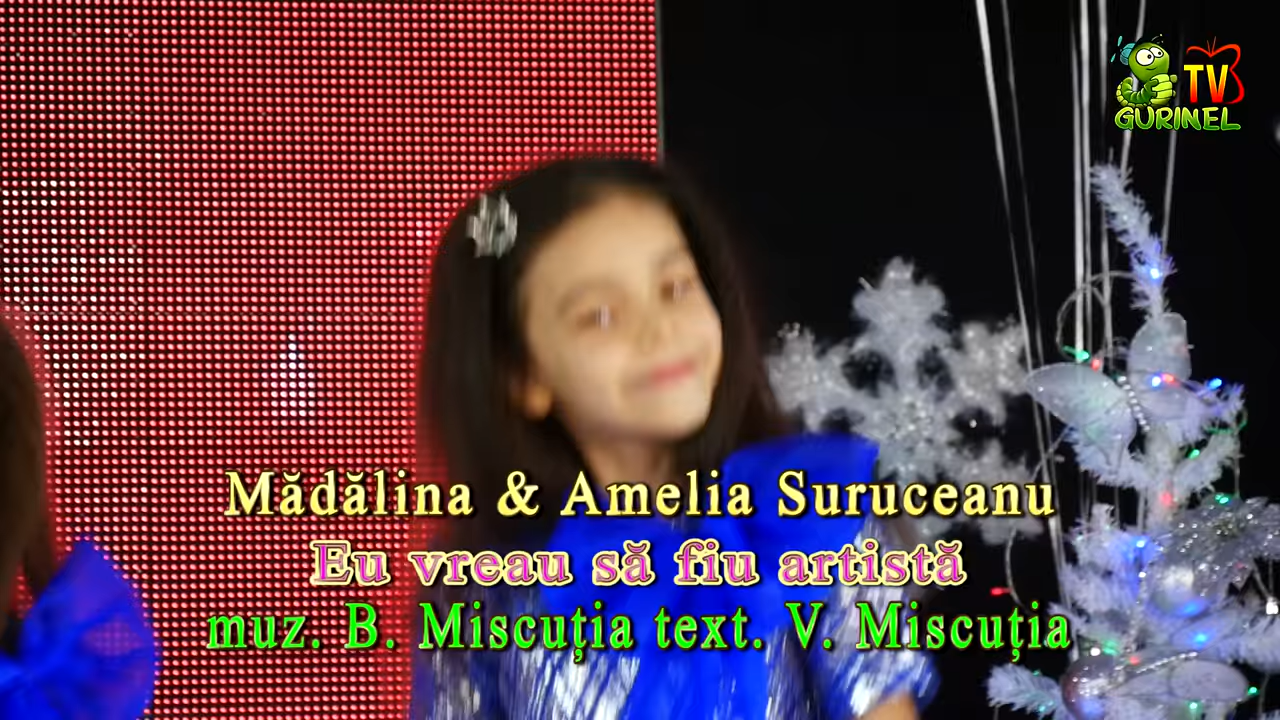 TV
GURINEL
Mădălina & Amelia Suruceanu
Eu vreau să fiu artistă
muz. B. Miscuția text. V. Miscuția